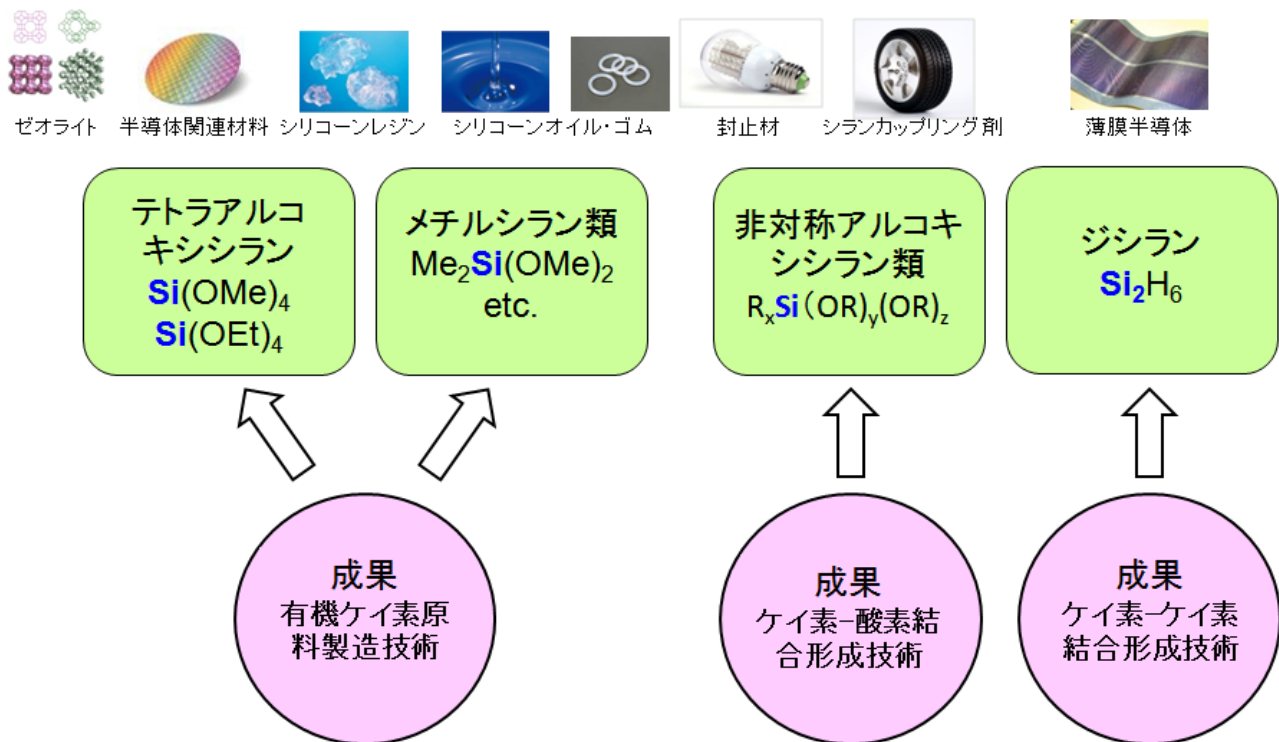 ゼオライト
半導体関連材料
シリコーンレジン
シリコーンオイル・ゴム
封止材
シランカップリング剤
薄膜半導体
テトラアルコ
キシシラン
Si(OMe)₄
Si(OEt)₄
メチルシラン類
Me₂Si(OMe)₂
etc.
非対称アルコキ
シシラン類
RₓSi(OR)y(OR)z
ジシラン
Si₂H₆
成果
有機ケイ素原
料製造技術
成果
ケイ素−酸素結
合形成技術
成果
ケイ素−ケイ素
結合形成技術